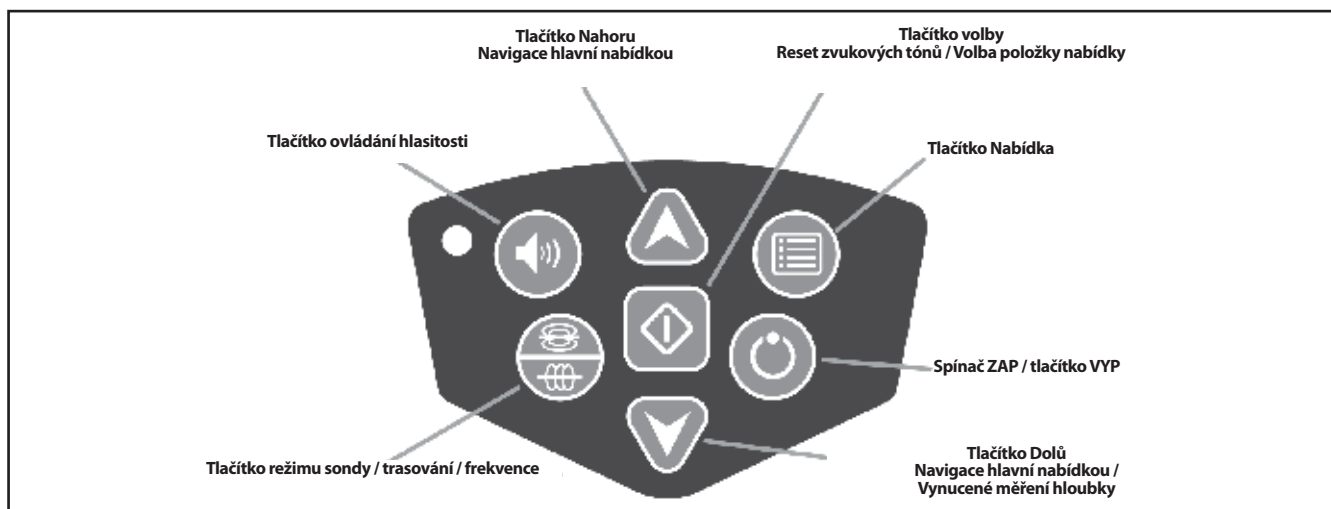 Tlačítko Nahoru
Navigace hlavní nabídkou
Tlačítko volby
Reset zvukových tónů / Volba položky nabídky
Tlačítko ovládání hlasitosti
Tlačítko Nabídka
Spínač ZAP / tlačítko VYP
Tlačítko režimu sondy / trasování / frekvence
Tlačítko Dolů
Navigace hlavní nabídkou /
Vynucené měření hloubky